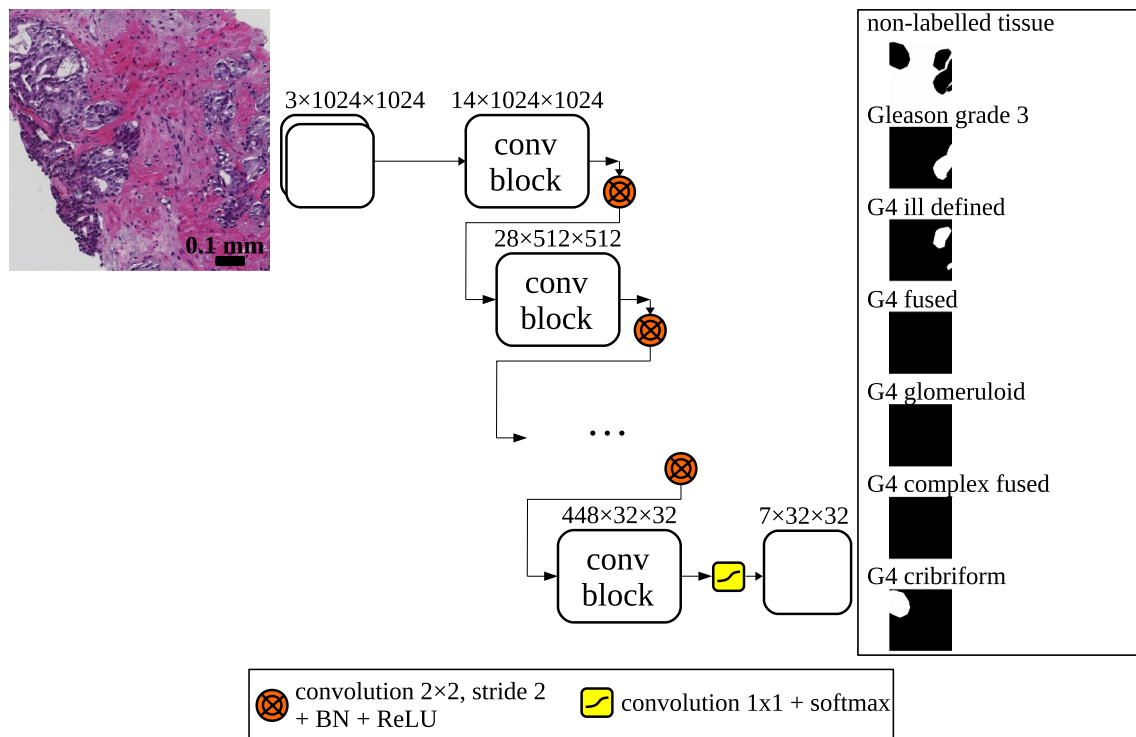 0.1 mm
3×1024×1024
14×1024×1024
conv
block
28×512×512
conv
block
...
448×32×32
conv
block
7×32×32
non-labelled tissue
Gleason grade 3
G4 ill defined
G4 fused
G4 glomeruloid
G4 complex fused
G4 cribriform
convolution 2×2, stride 2
+ BN + ReLU
convolution 1x1 + softmax